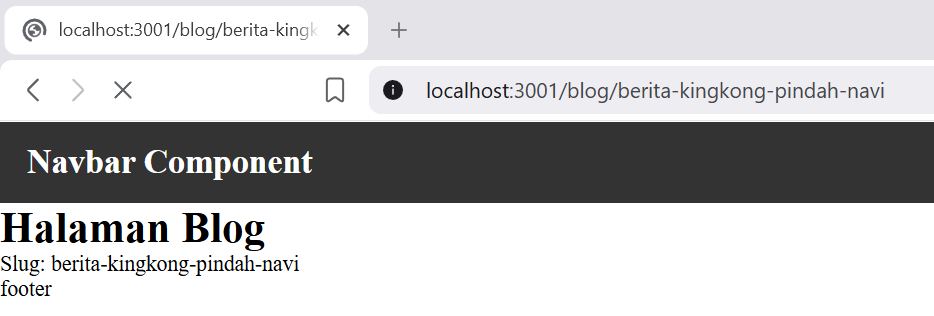 localhost:3001/blog/berita-kingk
localhost:3001/blog/berita-kingkong-pindah-navi
Navbar Component
Halaman Blog
Slug: berita-kingkong-pindah-navi
footer